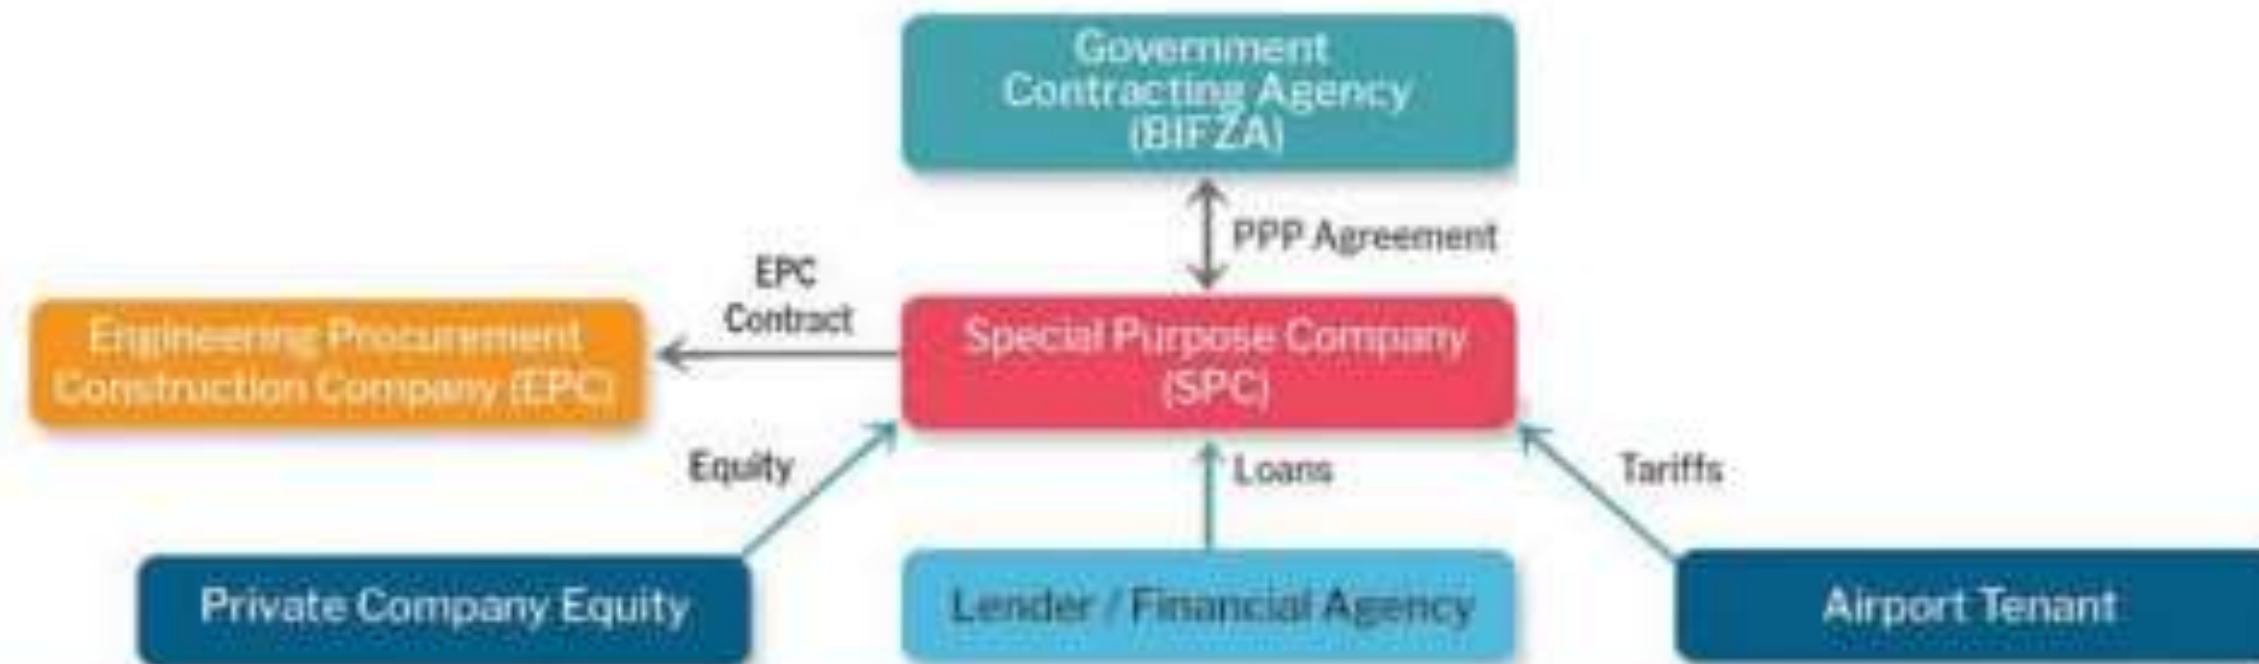 Government
Contracting Agency
(BIFZA)
PPP Agreement
EPC
Contract
Engineering Procurement
Construction Company (EPC)
Special Purpose Company
(SPC)
Equity
Loans
Tariffs
Private Company Equity
Lender / Financial Agency
Airport Tenant